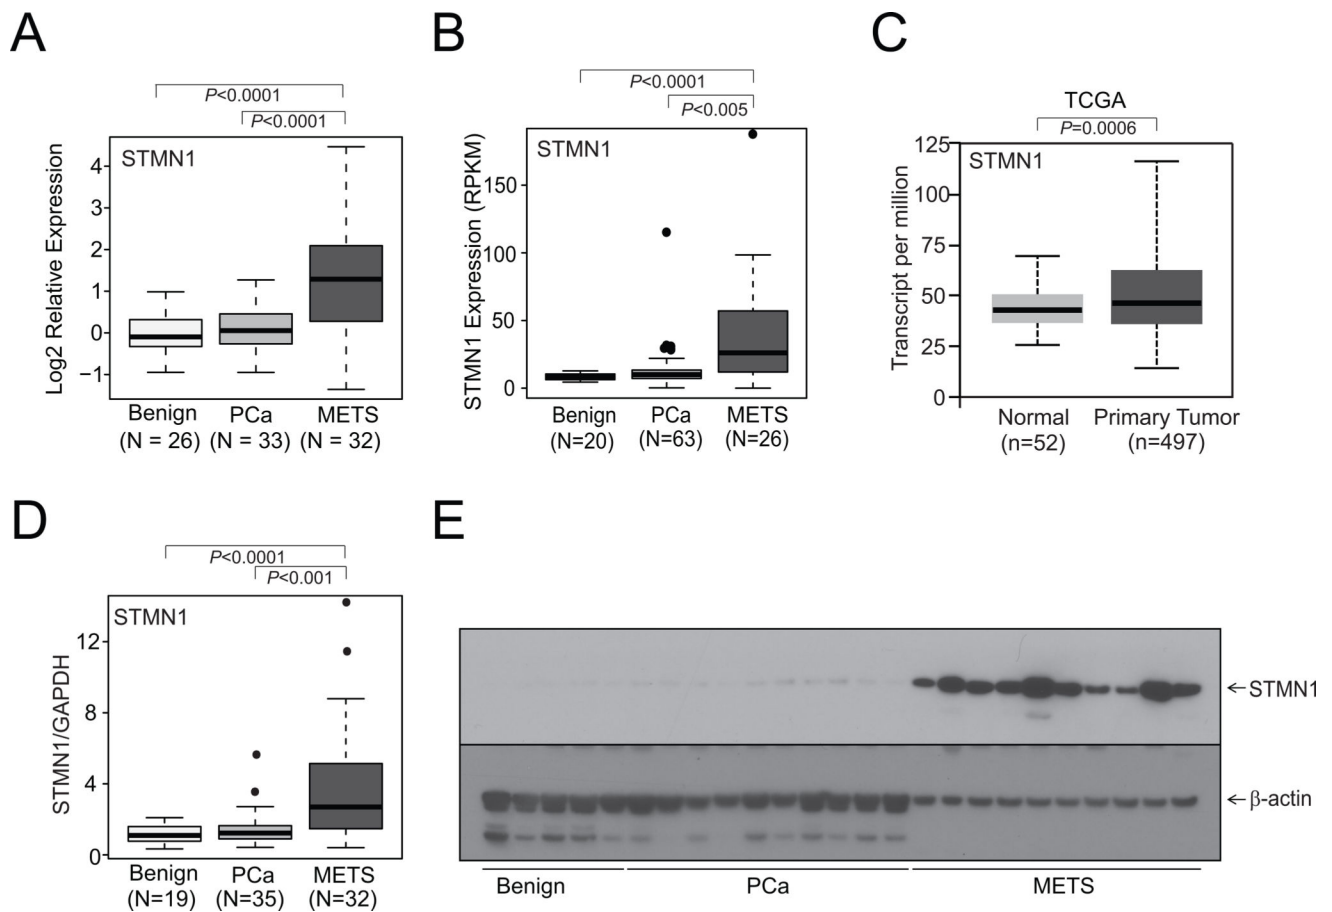 A
P<0.0001
P<0.0001
STMN1
Log2 Relative Expression
4
3
2
1
0
−1
Benign
(N = 26)
PCa
(N = 33)
METS
(N = 32)
B
P<0.0001
P<0.005
STMN1
STMN1 Expression (RPKM)
150
100
50
0
Benign
(N=20)
PCa
(N=63)
METS
(N=26)
C
TCGA
P=0.0006
STMN1
Transcript per million
125
100
75
50
25
0
Normal
(n=52)
Primary Tumor
(n=497)
D
P<0.0001
P<0.001
STMN1
STMN1/GAPDH
12
8
4
0
Benign
(N=19)
PCa
(N=35)
METS
(N=32)
E
←STMN1
←β-actin
Benign
PCa
METS